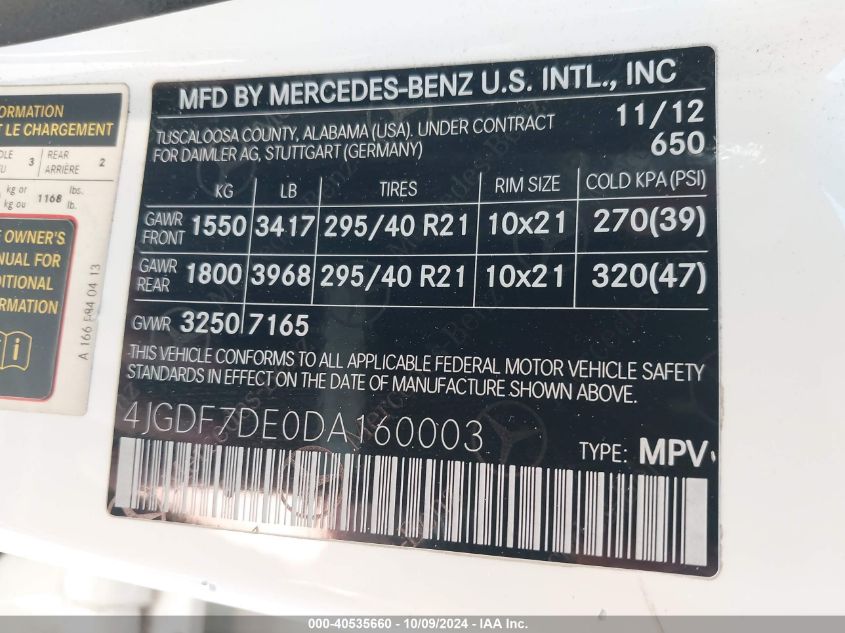 ORMATION
T LE CHARGEMENT
3 REAR ARRIÈRE 2
kg or kg ou 1168 lbs. lb.
OWNER'S
NUAL FOR
DITIONAL
ORMATION
A 166 584 04 13
MFD BY MERCEDES-BENZ U.S. INTL., INC
TUSCALOOSA COUNTY, ALABAMA (USA). UNDER CONTRACT 11/12
FOR DAIMLER AG, STUTTGART (GERMANY) 650
KG LB TIRES RIM SIZE COLD KPA(PSI)
GAWR FRONT 1550 3417 295/40 R21 10x21 270(39)
GAWR REAR 1800 3968 295/40 R21 10x21 320(47)
GVWR 3250 7165
THIS VEHICLE CONFORMS TO ALL APPLICABLE FEDERAL MOTOR VEHICLE SAFETY
STANDARDS IN EFFECT ON THE DATE OF MANUFACTURE SHOWN ABOVE.
4JGDF7DE0DA160003
TYPE: MPV
000-40535660 - 10/09/2024 - IAA Inc.